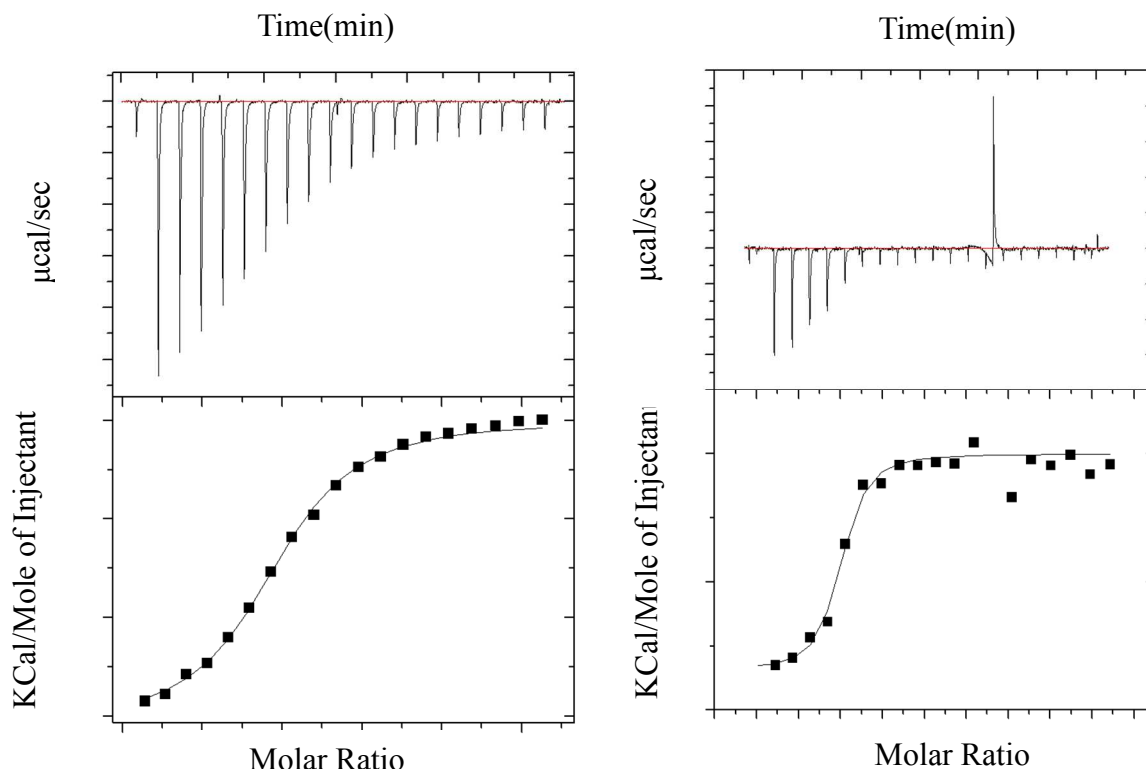 Time(min)
Time(min)
µcal/sec
µcal/sec
KCal/Mole of Injectant
KCal/Mole of Injectan
Molar Ratio
Molar Ratio